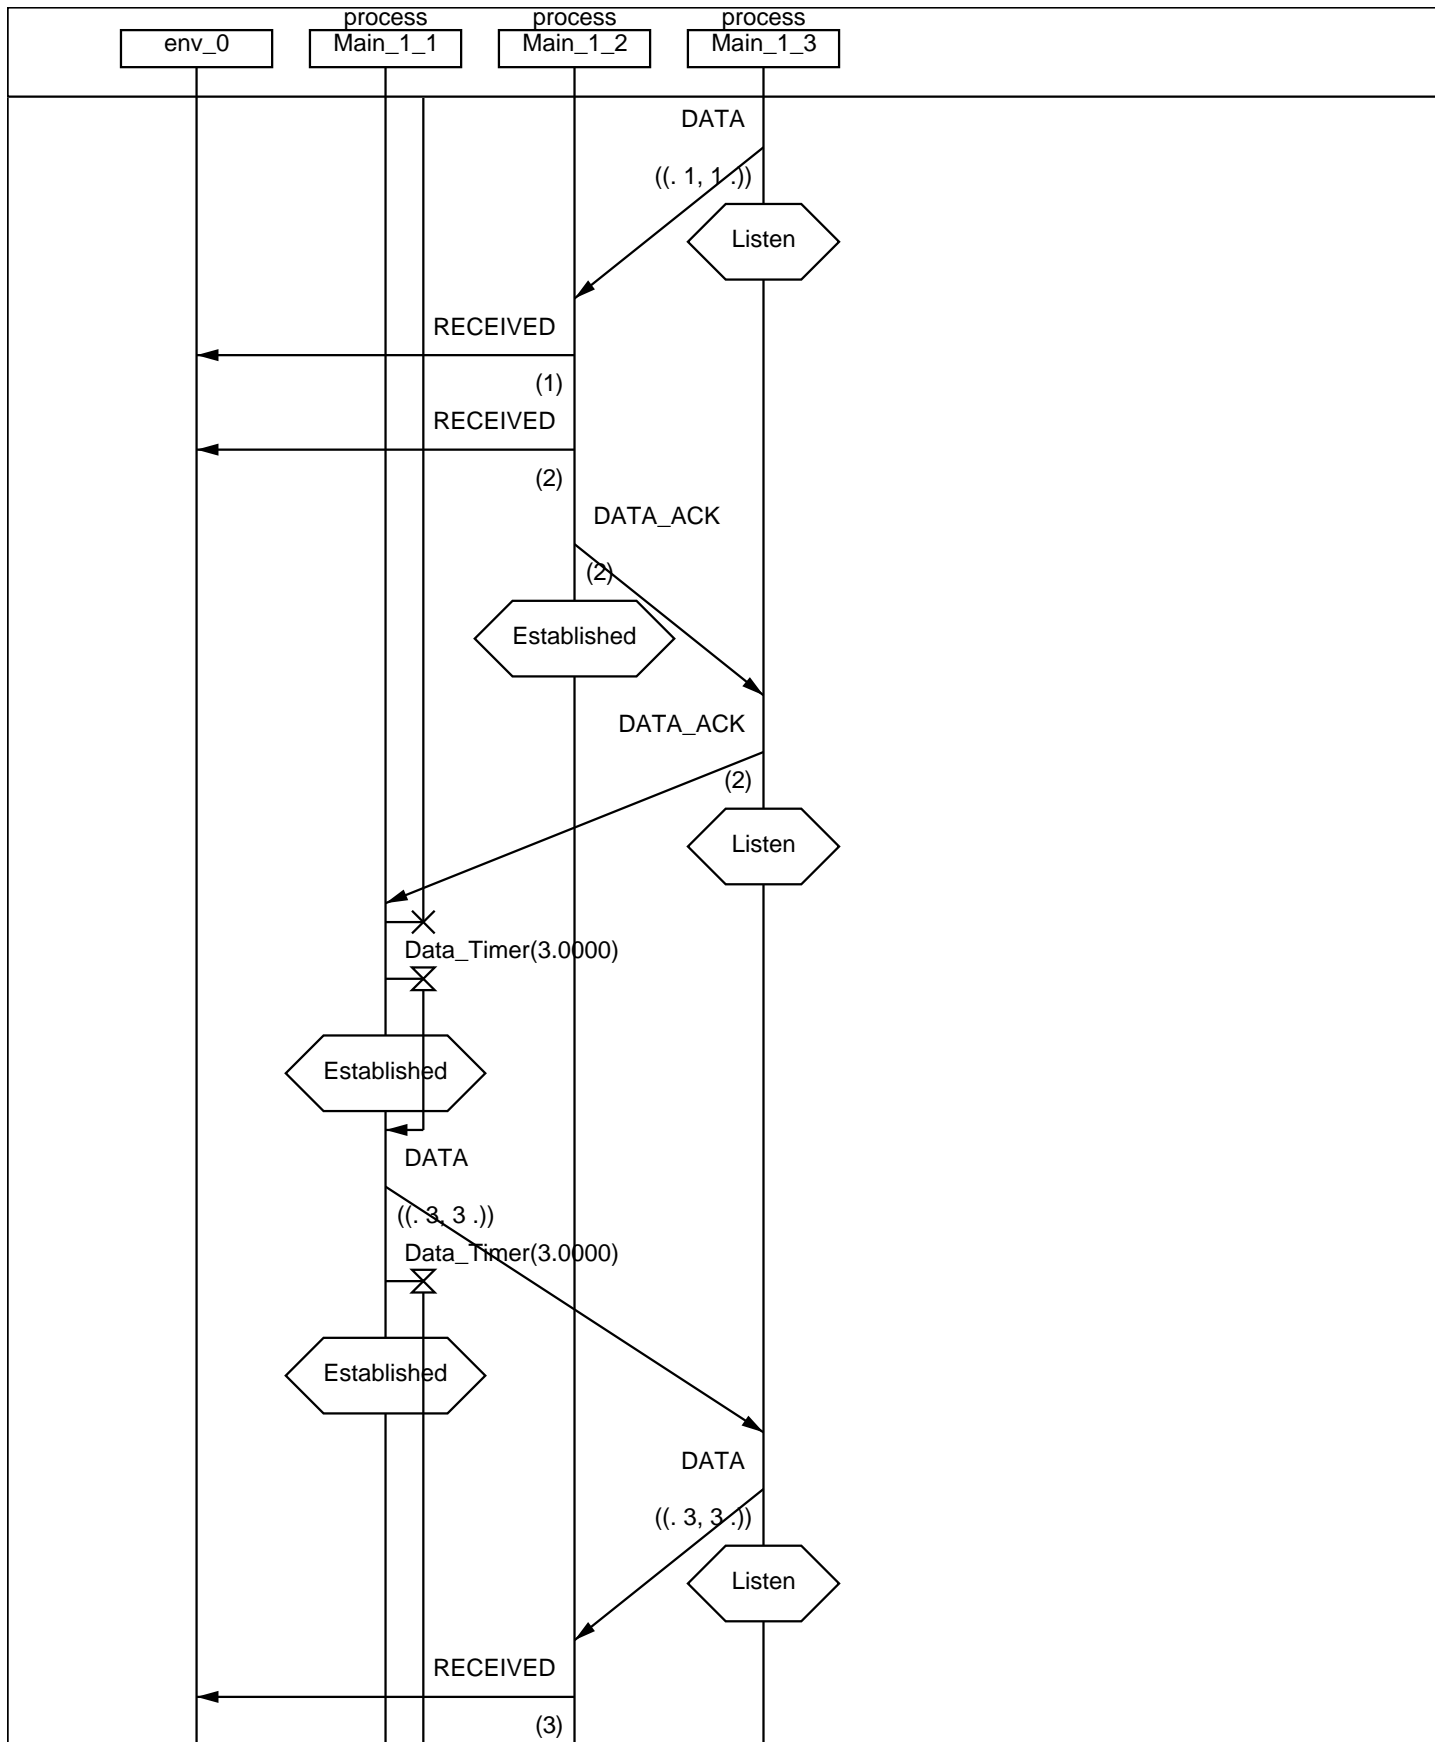 process process process
env_0 Main_1_1 Main_1_2 Main_1_3
DATA
((. 1, 1 .))
Listen
RECEIVED
(1)
RECEIVED
(2)
DATA_ACK
(2)
Established
DATA_ACK
(2)
Listen
Data_Timer(3.0000)
Established
DATA
((. 3, 3 .))
Data_Timer(3.0000)
Established
DATA
((. 3, 3 .))
Listen
RECEIVED
(3)